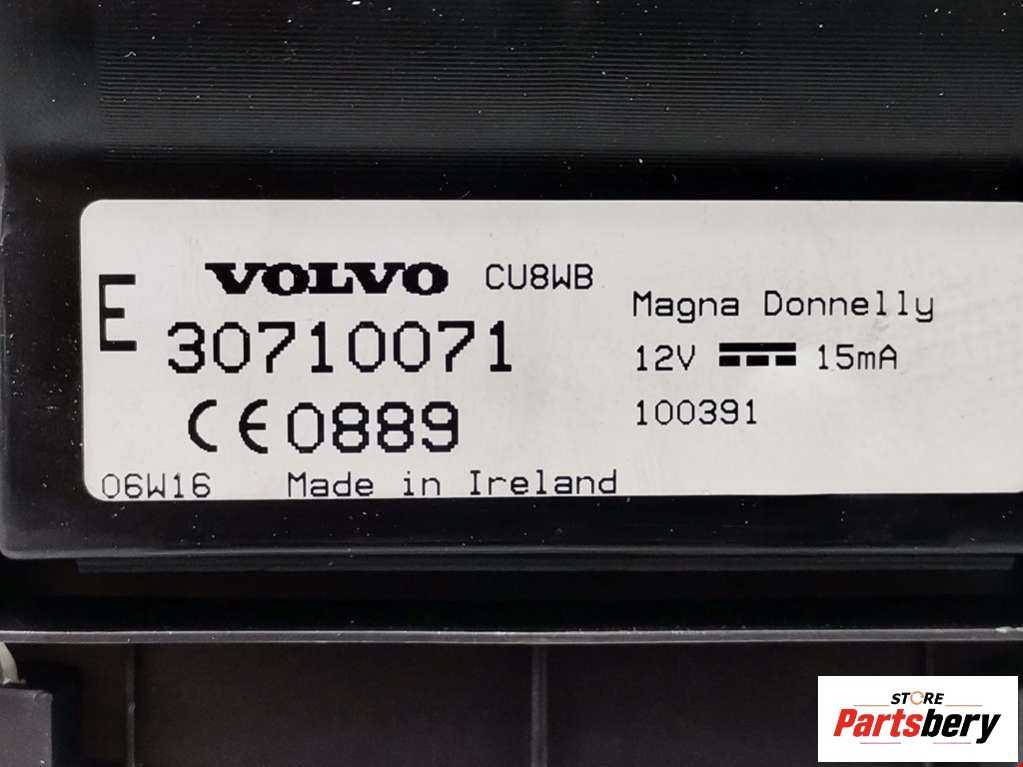 E
VOLVO CU8WB
30710071
CE 0889
06W16 Made in Ireland
Magna Donnelly
12V 15mA
100391
STORE
Partsbery